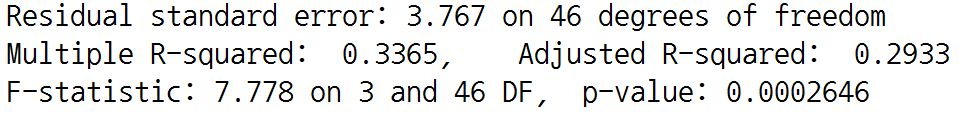 Residual standard error: 3.767 on 46 degrees of freedom
Multiple R-squared:  0.3365,    Adjusted R-squared:  0.2933
F-statistic: 7.778 on 3 and 46 DF,  p-value: 0.0002646